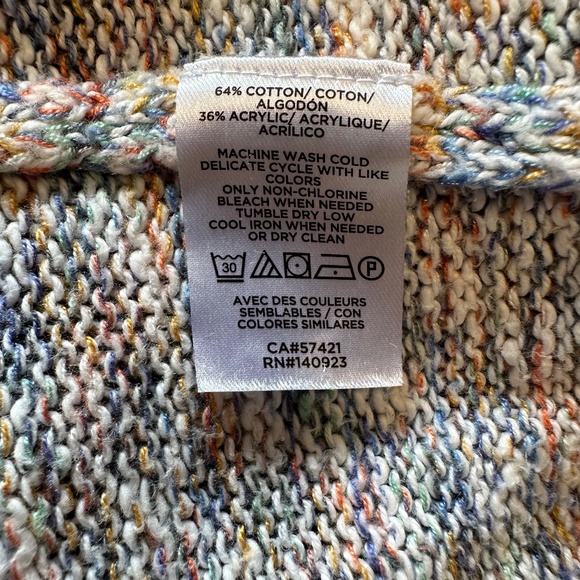 64% COTTON/ COTON/
ALGODÓN
36% ACRYLIC/ ACRYLIQUE/
ACRÍLICO
MACHINE WASH COLD
DELICATE CYCLE WITH LIKE
COLORS
ONLY NON-CHLORINE
BLEACH WHEN NEEDED
TUMBLE DRY LOW
COOL IRON WHEN NEEDED
OR DRY CLEAN
30 P
AVEC DES COULEURS
SEMBLABLES / CON
COLORES SIMILARES
CA#57421
RN#140923